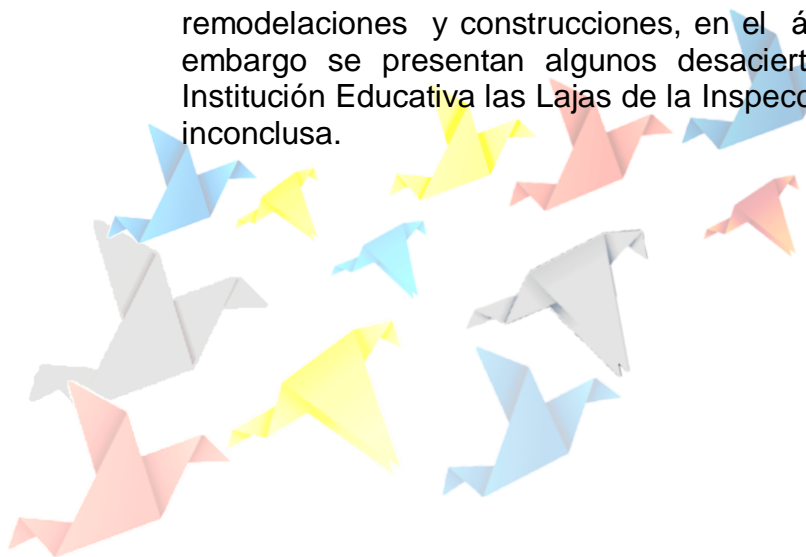 remodelaciones y construcciones, en el
embargo se presentan algunos
Institución Educativa las Lajas de la
inconclusa.